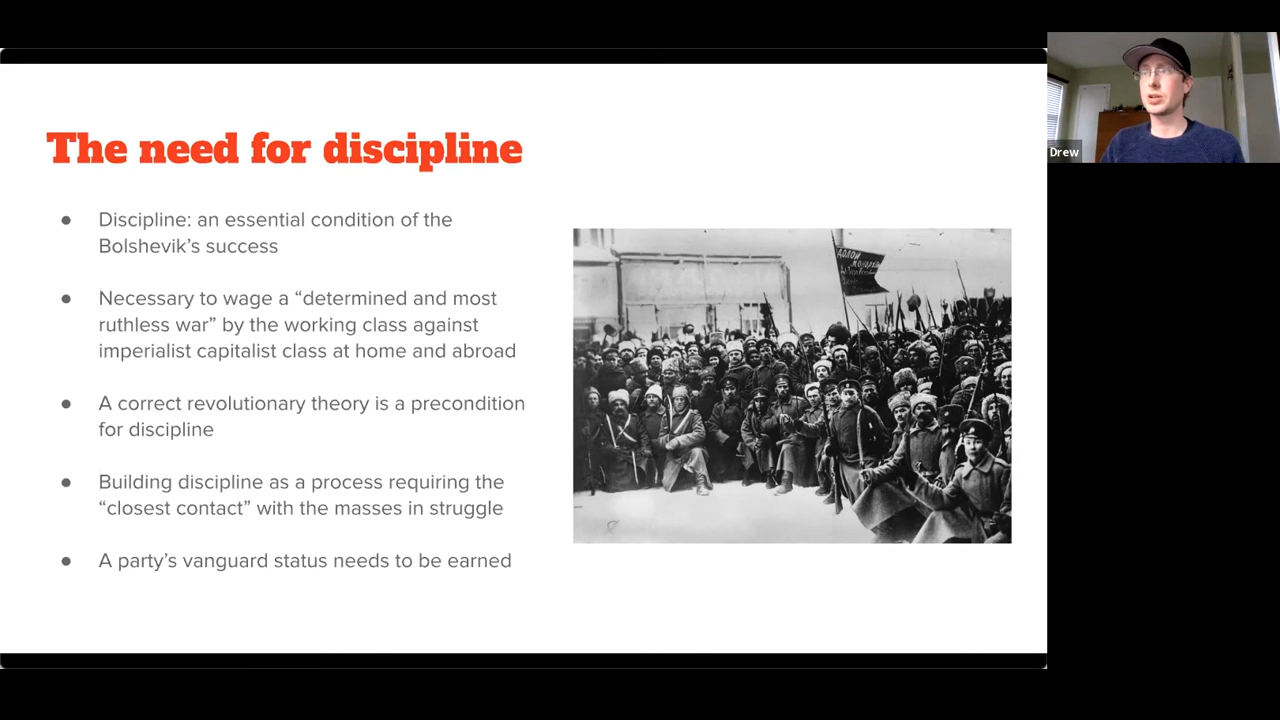 The need for discipline
● Discipline: an essential condition of the
Bolshevik’s success
● Necessary to wage a “determined and most
ruthless war” by the working class against
imperialist capitalist class at home and abroad
● A correct revolutionary theory is a precondition
for discipline
● Building discipline as a process requiring the
“closest contact” with the masses in struggle
● A party’s vanguard status needs to be earned
Долой
Drew